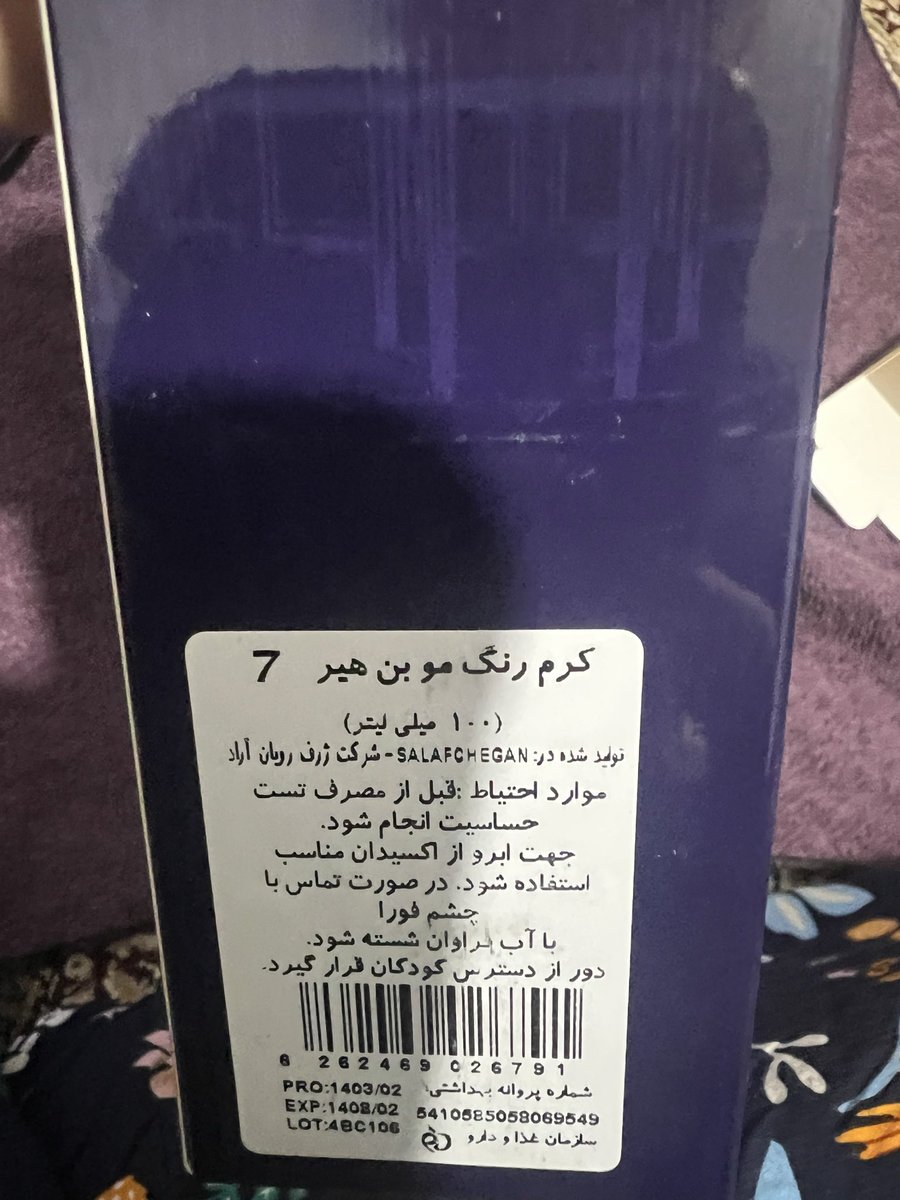 کرم رنگ مو بن هیر 7
(۱۰۰ میلی لیتر)
تولید شده در: SALAFCHEGAN - شرکت ژرف رویان آراد
موارد احتیاط :قبل از مصرف تست
حساسیت انجام شود.
جهت ابرو از اکسیدان مناسب
استفاده شود. در صورت تماس با
چشم فورا
با آب فراوان شسته شود.
دور از دسترس کودکان قرار گیرد.
6 262469 026791
شماره پروانه بهداشتی:
5410585058069549
سازمان غذا و دارو
PRO:1403/02
EXP:1408/02
LOT:4BC106